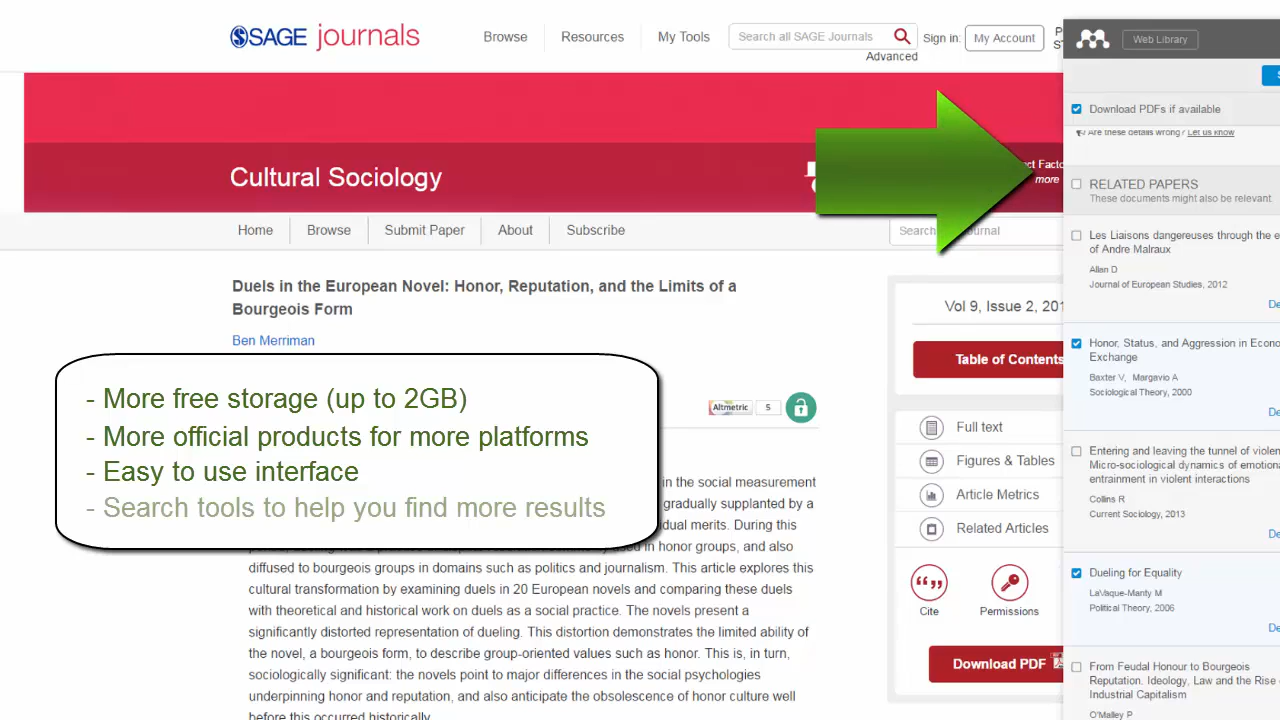 SAGE journals
Browse
Resources
My Tools
Search all SAGE Journals
Advanced
Sign in:
My Account
Web Library
Download PDFs if available
Are these details wrong? Let us know
more
Cultural Sociology
RELATED PAPERS
These documents might also be relevant
Home
Browse
Submit Paper
About
Subscribe
Search
Les Liaisons dangereuses through the
of Andre Malraux
Allan D
Journal of European Studies, 2012
Duels in the European Novel: Honor, Reputation, and the Limits of a
Bourgeois Form
Ben Merriman
Vol 9, Issue 2,
Table of Contents
Honor, Status, and Aggression in
Exchange
Baxter V, Margavio A
Sociological Theory, 2000
- More free storage (up to 2GB)
- More official products for more platforms
- Easy to use interface
- Search tools to help you find more results
Altmetric 5
Full text
Figures & Tables
Article Metrics
Related Articles
Cite
Permissions
Download PDF
Entering and leaving the tunnel of
Micro-sociological dynamics of
entrainment in violent interactions
Collins R
Current Sociology, 2013
Dueling for Equality
LaVaque-Manty M
Political Theory, 2006
From Feudal Honour to Bourgeois
Reputation. Ideology, Law and the Rise
Industrial Capitalism
O'Malley P
in the social measurement
gradually supplanted by a
merits. During this
in honor groups, and also
diffused to bourgeois groups in domains such as politics and journalism. This article explores this
cultural transformation by examining duels in 20 European novels and comparing these duels
with theoretical and historical work on duels as a social practice. The novels present a
significantly distorted representation of dueling. This distortion demonstrates the limited ability of
the novel, a bourgeois form, to describe group-oriented values such as honor. This is, in turn,
sociologically significant: the novels point to major differences in the social psychologies
underpinning honor and reputation, and also anticipate the obsolescence of honor culture well
before this occurred historically.